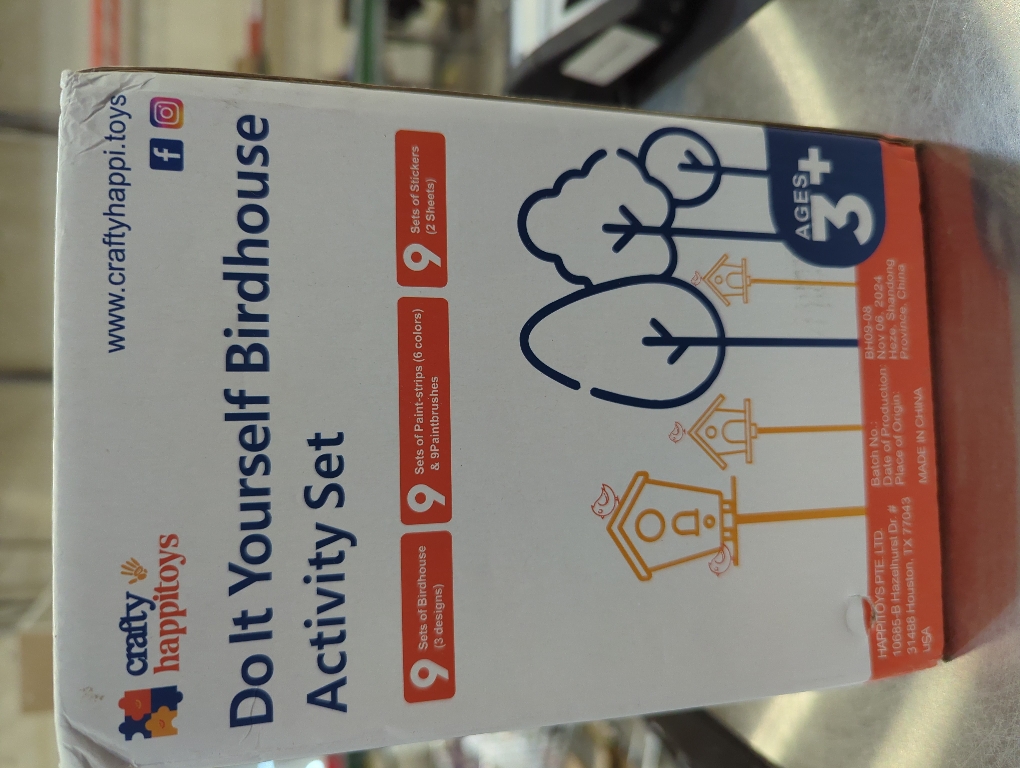 crafty
happitoys
www.craftyhappi.toys
f
Do It Yourself Birdhouse
Activity Set
9 Sets of Birdhouse
(3 designs)
9 Sets of Paint-strips (6 colors)
& 9Paintbrushes
9 Sets of Stickers
(2 Sheets)
AGES
3+
HAPPITOYS PTE. LTD.
10685-B Hazelhurst Dr. #
31488 Houston, TX 77043
USA
Batch No.: BH09-08
Date of Production: Nov 06, 2024
Place of Origin: Heze, Shandong
Province, China
MADE IN CHINA